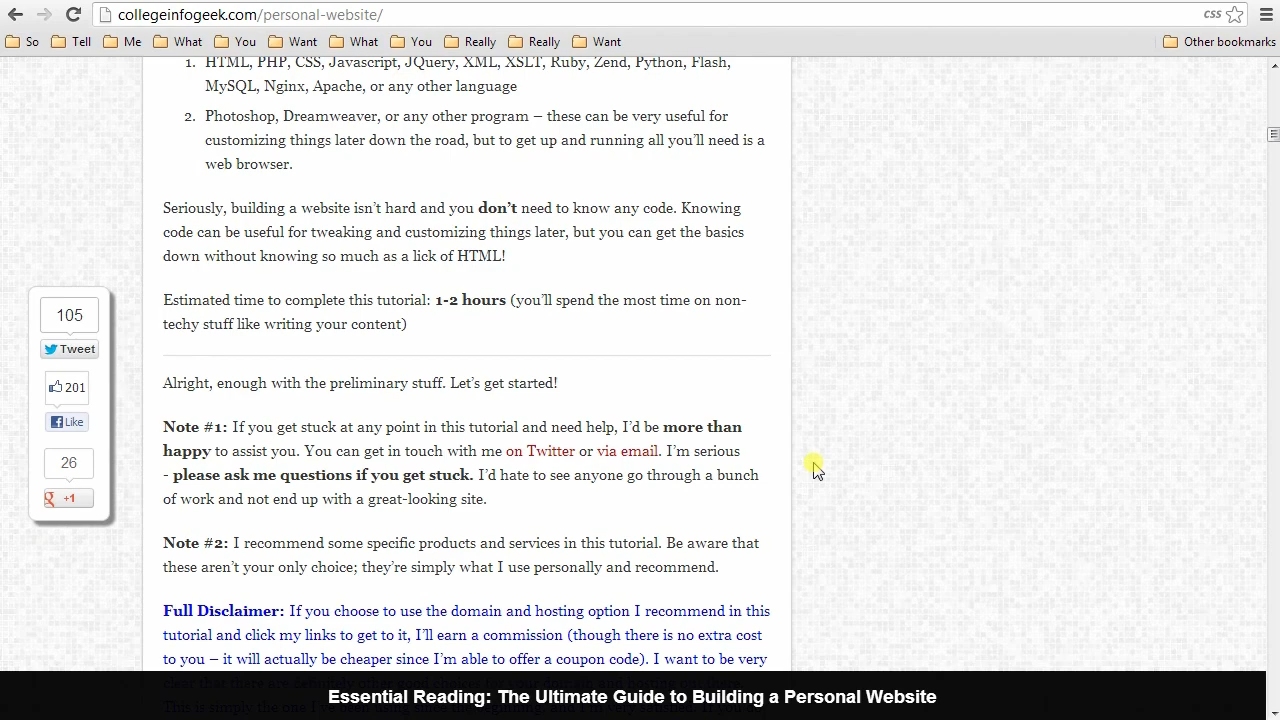 collegeinfogeek.com/personal-website/
CSS
So Tell Me What You Want What You Really Really Want Other bookmarks
1. HTML, PHP, CSS, Javascript, JQuery, XML, XSLT, Ruby, Zend, Python, Flash,
MySQL, Nginx, Apache, or any other language
2. Photoshop, Dreamweaver, or any other program – these can be very useful for
customizing things later down the road, but to get up and running all you’ll need is a
web browser.
Seriously, building a website isn’t hard and you don’t need to know any code. Knowing
code can be useful for tweaking and customizing things later, but you can get the basics
down without knowing so much as a lick of HTML!
Estimated time to complete this tutorial: 1-2 hours (you’ll spend the most time on non-
techy stuff like writing your content)
105
Tweet
201
Like
26
+1
Alright, enough with the preliminary stuff. Let’s get started!
Note #1: If you get stuck at any point in this tutorial and need help, I’d be more than
happy to assist you. You can get in touch with me on Twitter or via email. I’m serious
- please ask me questions if you get stuck. I’d hate to see anyone go through a bunch
of work and not end up with a great-looking site.
Note #2: I recommend some specific products and services in this tutorial. Be aware that
these aren’t your only choice; they’re simply what I use personally and recommend.
Full Disclaimer: If you choose to use the domain and hosting option I recommend in this
tutorial and click my links to get to it, I’ll earn a commission (though there is no extra cost
to you – it will actually be cheaper since I’m able to offer a coupon code). I want to be very
Essential Reading: The Ultimate Guide to Building a Personal Website